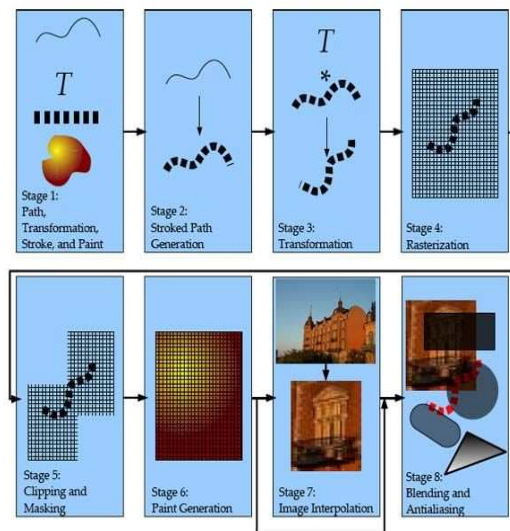 T
Stage 1:
Path,
Transformation,
Stroke, and Paint
Stage 2:
Stroked Path
Generation
T
*
Stage 3:
Transformation
Stage 4:
Rasterization
Stage 5:
Clipping and
Masking
Stage 6:
Paint Generation
Stage 7:
Image Interpolation
Stage 8:
Blending and
Antialiasing